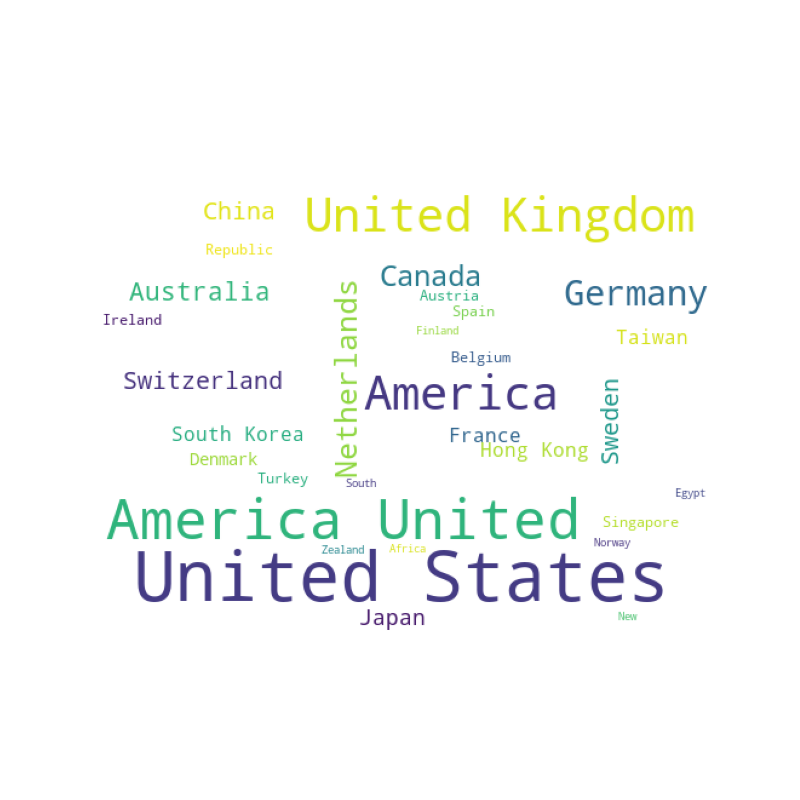 United Kingdom
China
Republic
Canada
Australia
Austria
Germany
Spain
Ireland
Finland
Taiwan
Netherlands
Belgium
Switzerland
America
Sweden
South Korea
France
Hong Kong
Denmark
Turkey
South
Egypt
America United
Singapore
Norway
Zealand
Africa
United States
Japan
New